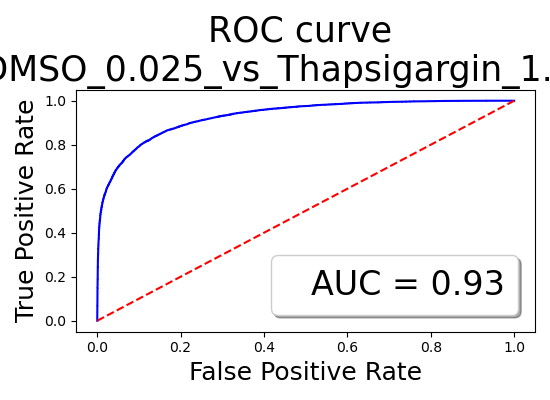 ROC curve
DMSO_0.025_vs_Thapsigargin_1.
1.0
0.8
0.6
0.4
0.2
0.0
True Positive Rate
AUC = 0.93
0.0 0.2 0.4 0.6 0.8 1.0
False Positive Rate